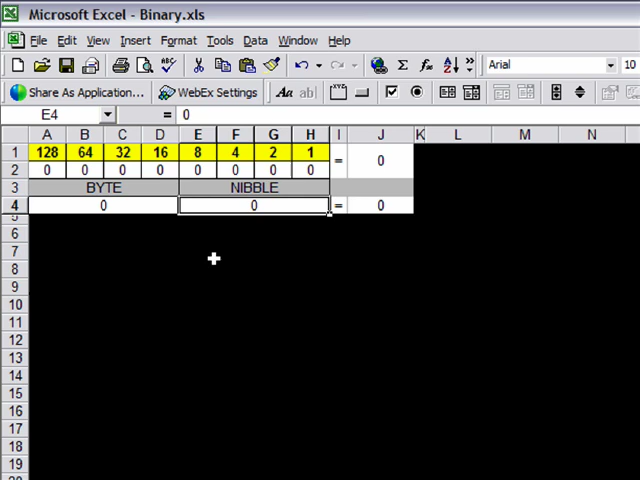 Microsoft Excel - Binary.xls
File Edit View Insert Format Tools Window Help
Σ fx Arial 10
Share As Application... WebEx Settings Aa ab|
E4 = 0
A B C D E F G H I J K L M N
1 128 64 32 16 8 4 2 1 = 0
2 0 0 0 0 0 0 0 0
3 BYTE NIBBLE
4 0 0 = 0
5
6
7
8
9
10
11
12
13
14
15
16
17
18
19